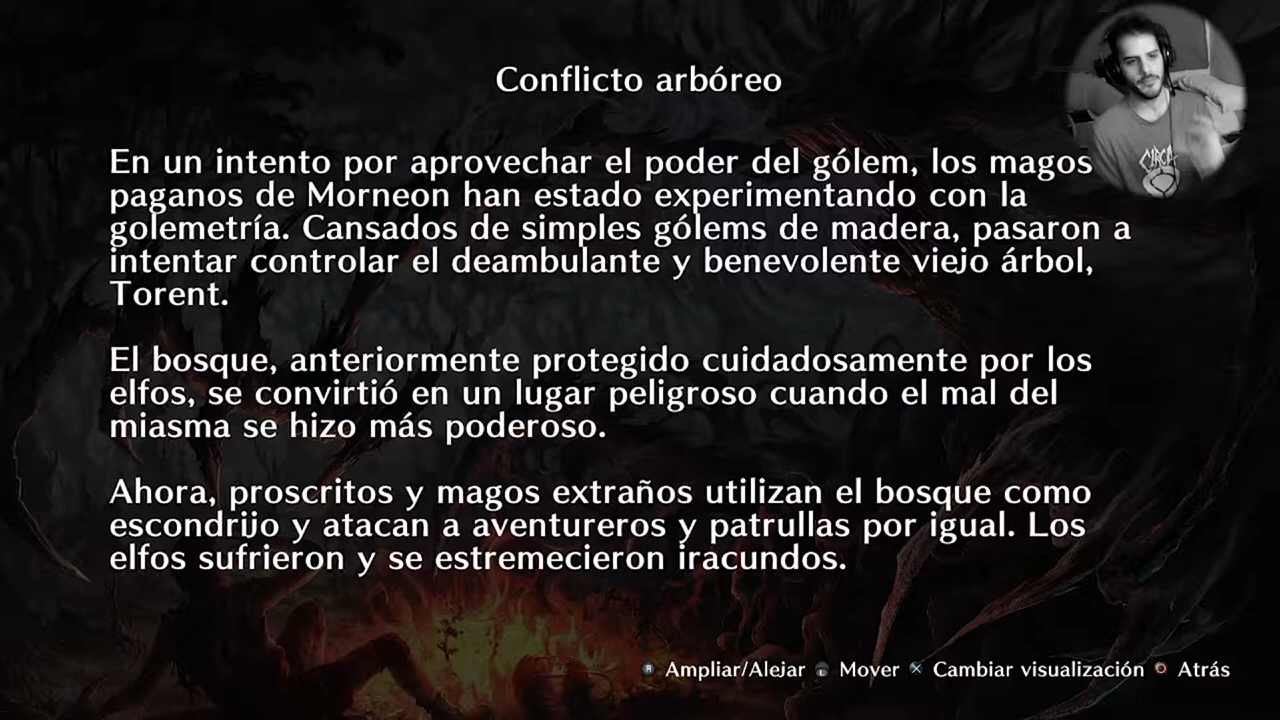 Conflicto arbóreo
En un intento por aprovechar el poder del gólem, los magos
paganos de Morneon han estado experimentando con la
golemetría. Cansados de simples gólems de madera, pasaron a
intentar controlar el deambulante y benevolente viejo árbol,
Torent.
El bosque, anteriormente protegido cuidadosamente por los
elfos, se convirtió en un lugar peligroso cuando el mal del
miasma se hizo más poderoso.
Ahora, proscritos y magos extraños utilizan el bosque como
escondrijo y atacan a aventureros y patrullas por igual. Los
elfos sufrieron y se estremecieron iracundos.
CIRCA
R Ampliar/Alejar L Mover Cambiar visualización Atrás